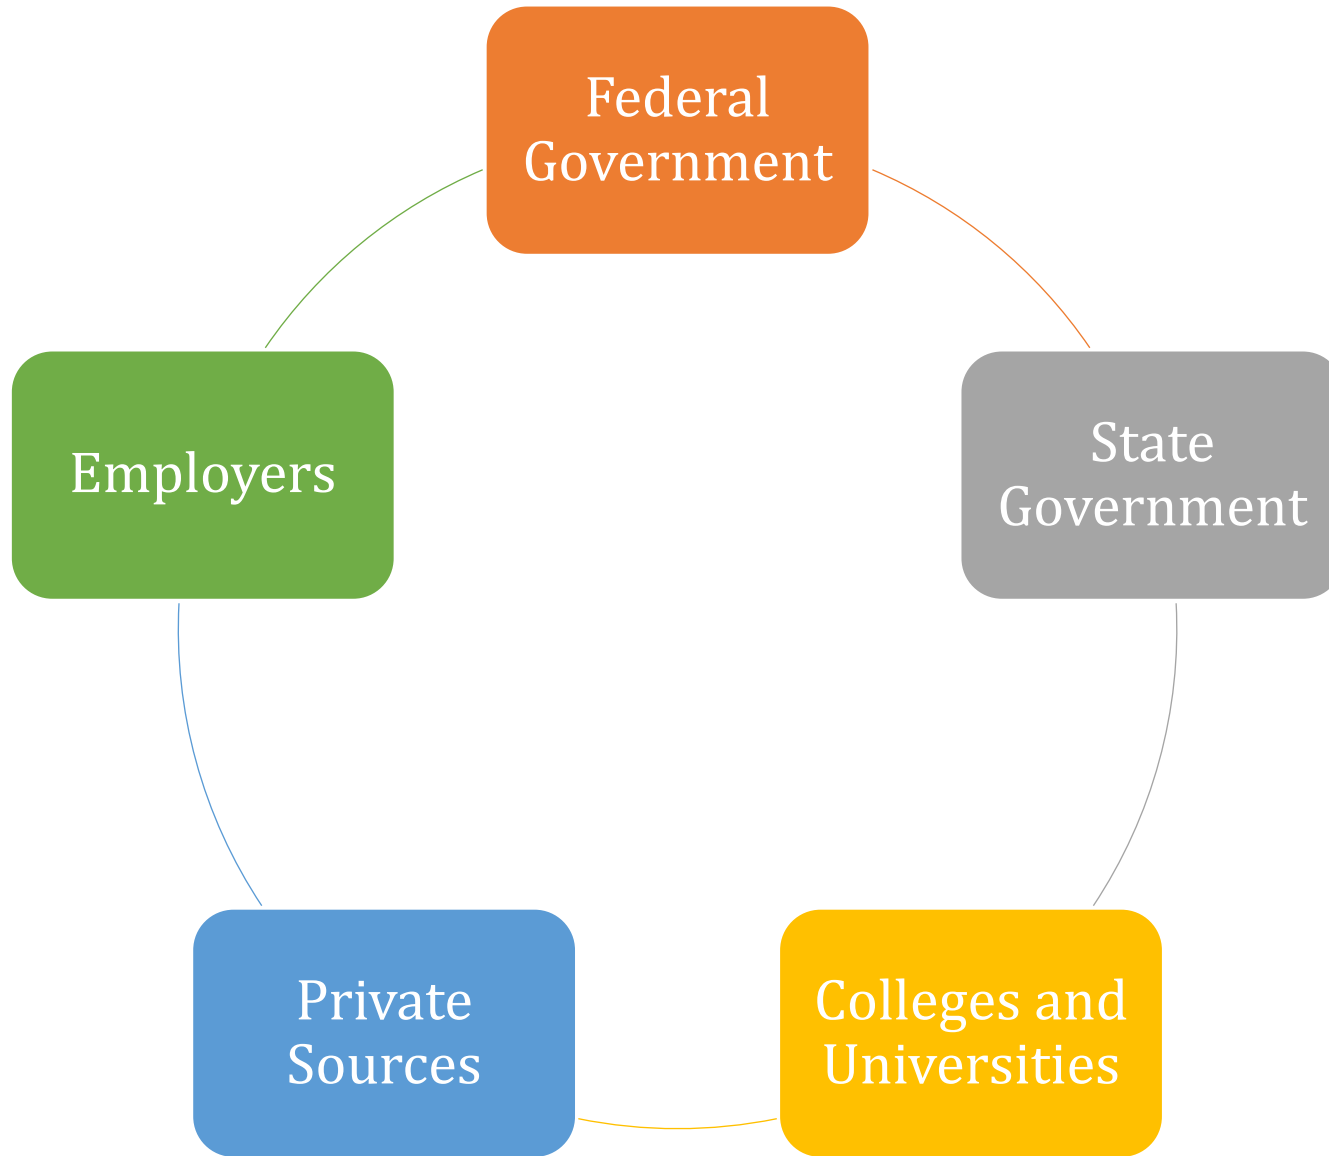 Federal
Government
State
Government
Colleges and
Universities
Private
Sources
Employers